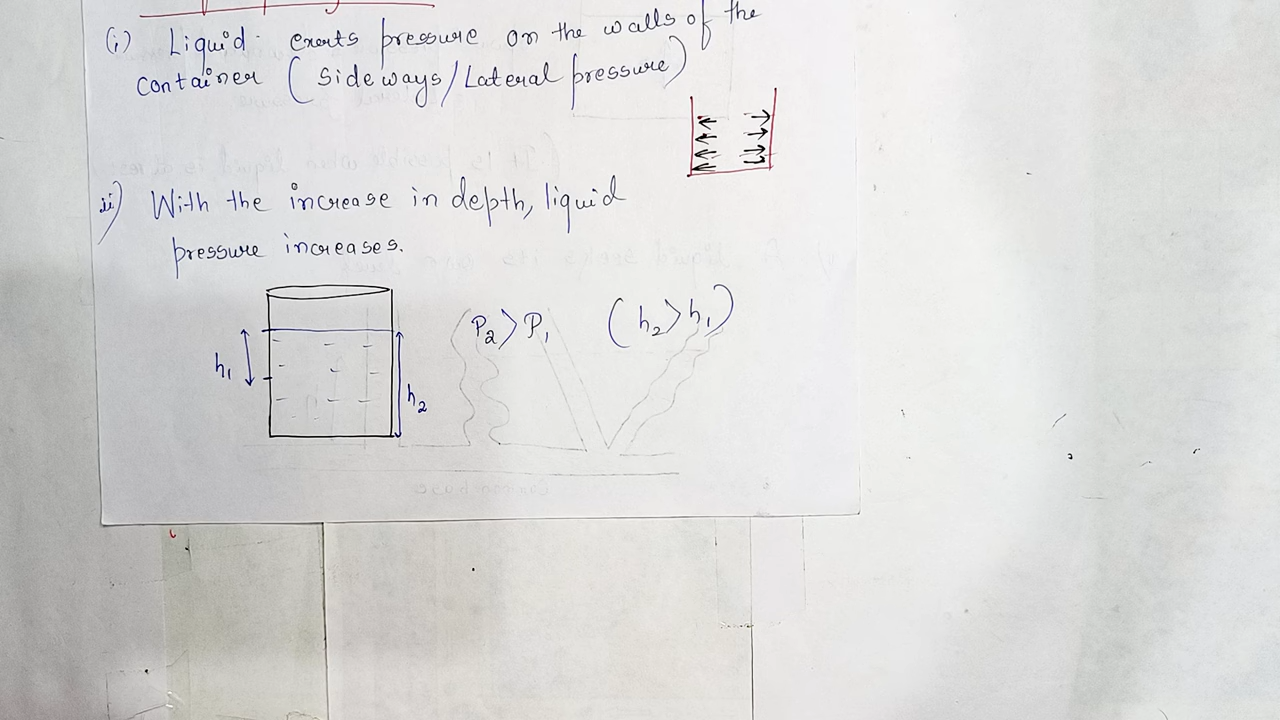 (i) Liquid exerts pressure on the walls of the
container (Sideways/Lateral pressure)
ii) With the increase in depth, liquid
pressure increases.
P₂ > P₁ (h₂ > h₁)
h₁
h₂